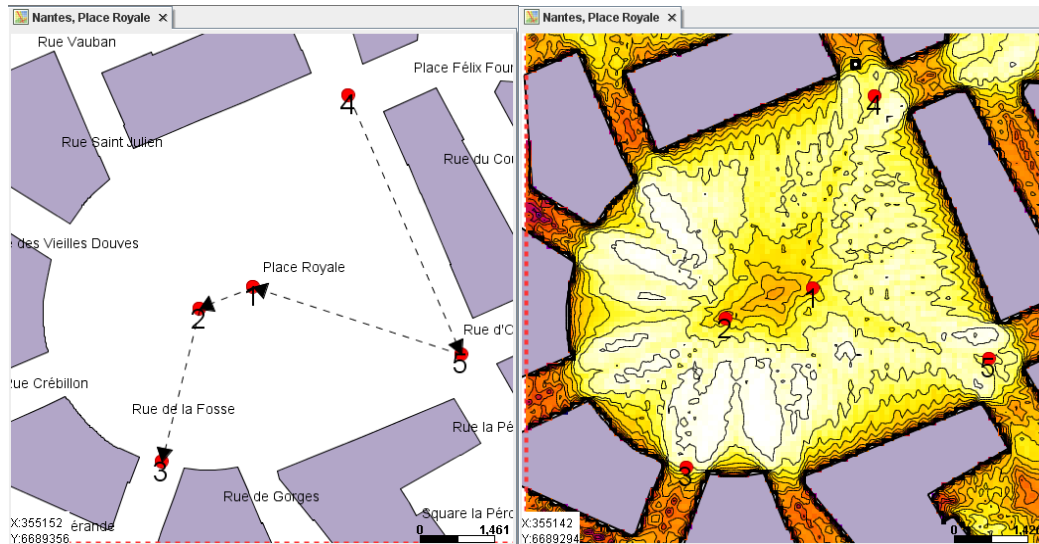 Nantes, Place Royale ×
Rue Vauban
Place Félix Four
4
Rue Saint Julien
Rue du Cou
e des Vieilles Douves
Place Royale
1
2
Rue d'O
5
Rue Crébillon
Rue de la Fosse
Rue la Pé
3
Rue de Gorges
Square la Péro
X:355152
Y:6689356
érande
0
1,461
Nantes, Place Royale ×
4
1
2
5
3
X:355142
Y:6689294
0